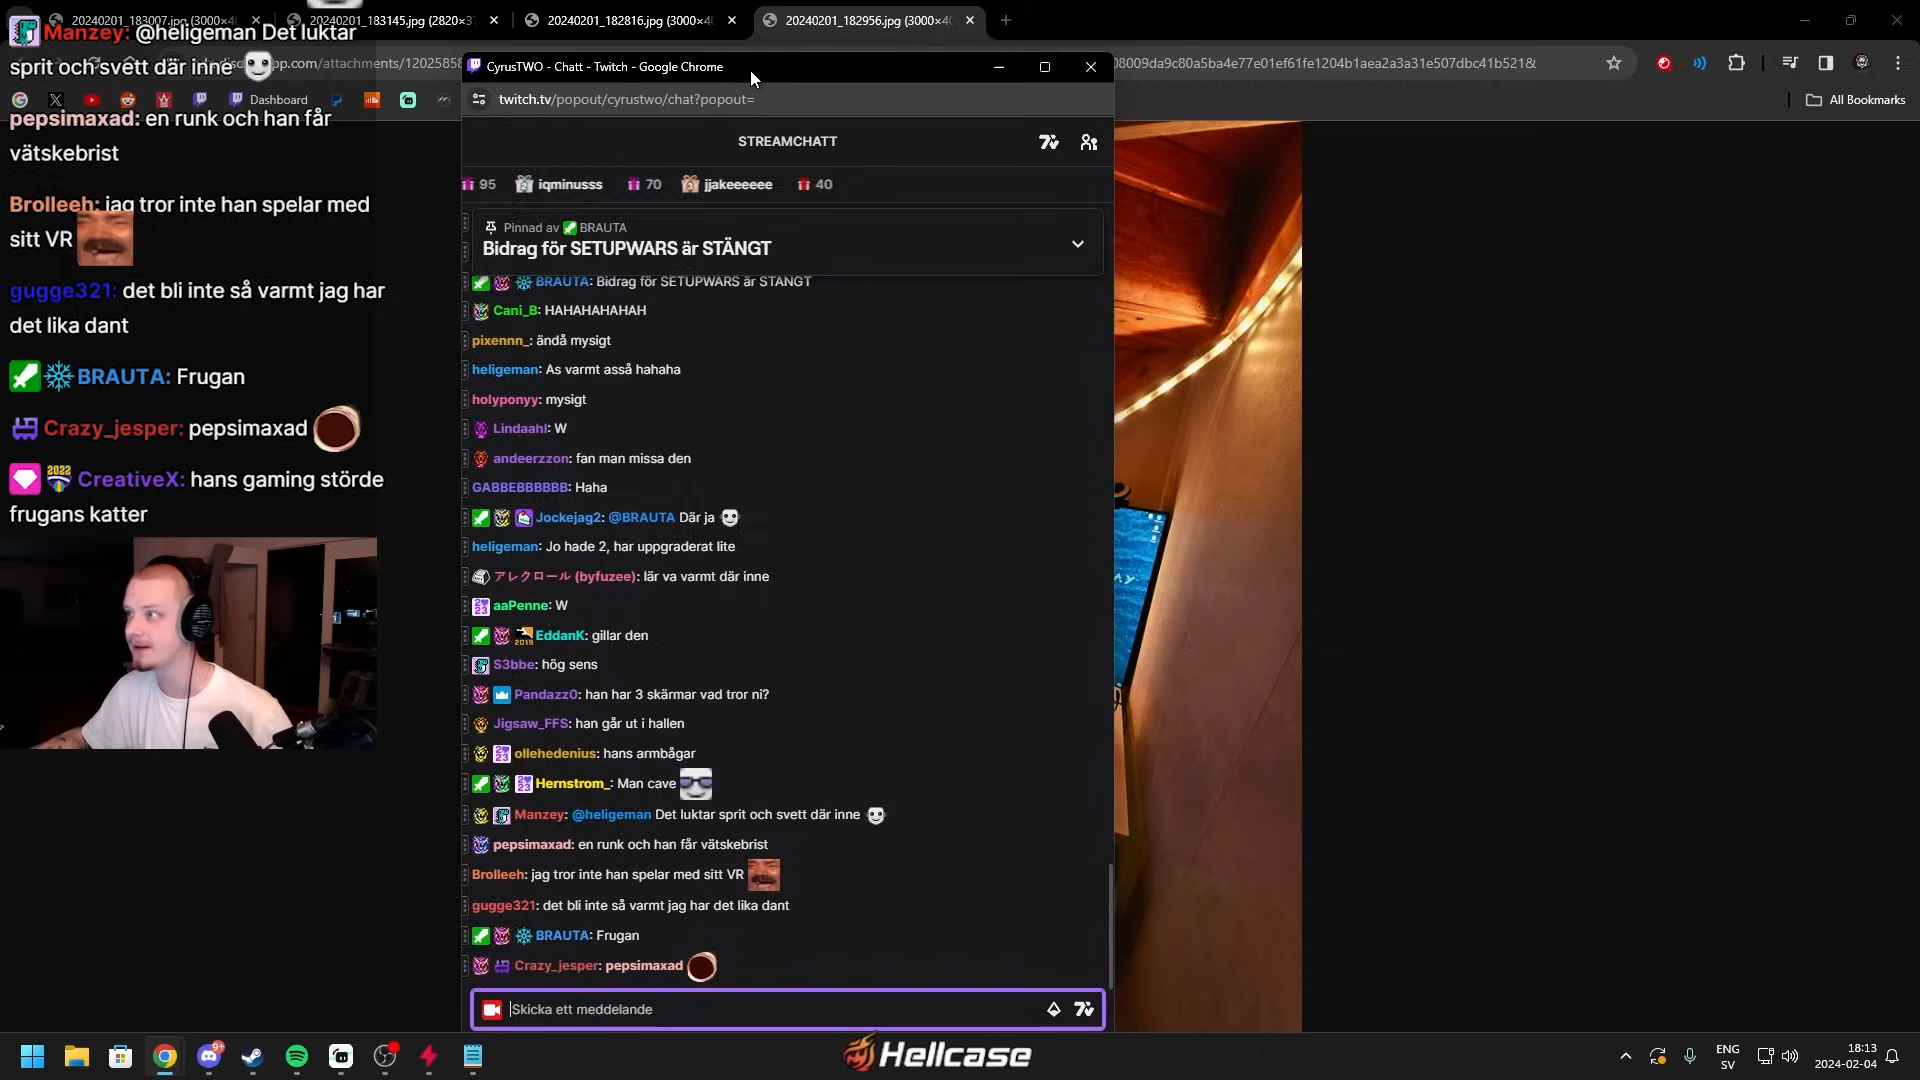 20240201_183007.jpg (3000×4
20240201_183145.jpg (2820×3
20240201_182816.jpg (3000×4
20240201_182956.jpg (3000×4
Manzey: @heligeman Det luktar
sprit och svett där inne
pp.com/attachments/12025858
08009da9c80a5ba4e77e01ef61fe1204b1aea2a3a31e507dbc41b521&
Dashboard
All Bookmarks
pepsimaxad: en runk och han får
vätskebrist
Brolleeh: jag tror inte han spelar med
sitt VR
gugge321: det bli inte så varmt jag har
det lika dant
BRAUTA: Frugan
Crazy_jesper: pepsimaxad
2022
CreativeX: hans gaming störde
frugans katter
CyrusTWO - Chatt - Twitch - Google Chrome
twitch.tv/popout/cyrustwo/chat?popout=
STREAMCHATT
95 iqminusss 70 jjakeeeeee 40
Pinnad av BRAUTA
Bidrag för SETUPWARS är STÄNGT
BRAUTA: Bidrag för SETUPWARS är STÄNGT
Cani_B: HAHAHAHAHAH
pixennn_: ändå mysigt
heligeman: As varmt asså hahaha
holyponyy: mysigt
Lindaahl: W
andeerzzon: fan man missa den
GABBEBBBBBB: Haha
Jockejag2: @BRAUTA Där ja
heligeman: Jo hade 2, har uppgraderat lite
アレクロール (byfuzee): lär va varmt där inne
aaPenne: W
2019 EddanK: gillar den
S3bbe: hög sens
Pandazz0: han har 3 skärmar vad tror ni?
Jigsaw_FFS: han går ut i hallen
ollehedenius: hans armbågar
Hernstrom_: Man cave
Manzey: @heligeman Det luktar sprit och svett där inne
pepsimaxad: en runk och han får vätskebrist
Brolleeh: jag tror inte han spelar med sitt VR
gugge321: det bli inte så varmt jag har det lika dant
BRAUTA: Frugan
Crazy_jesper: pepsimaxad
Skicka ett meddelande
9+
Hellcase
ENG
SV
18:13
2024-02-04